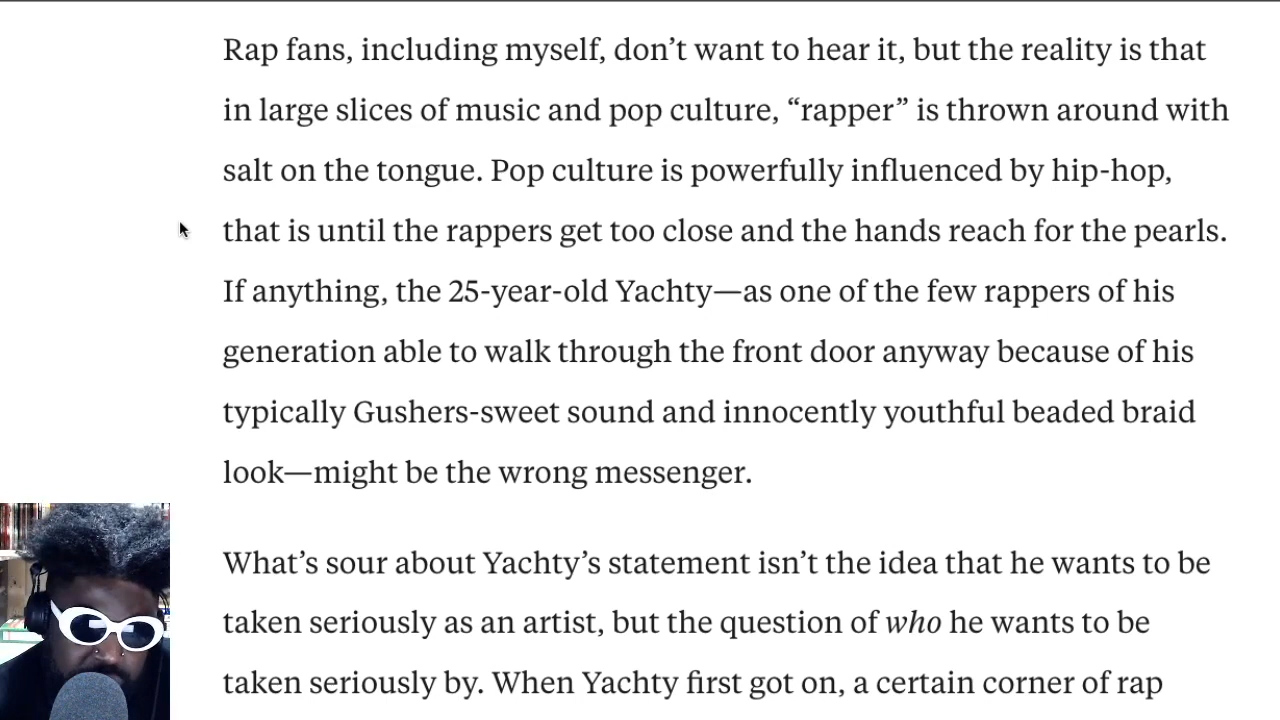 Rap fans, including myself, don’t want to hear it, but the reality is that
in large slices of music and pop culture, “rapper” is thrown around with
salt on the tongue. Pop culture is powerfully influenced by hip-hop,
that is until the rappers get too close and the hands reach for the pearls.
If anything, the 25-year-old Yachty—as one of the few rappers of his
generation able to walk through the front door anyway because of his
typically Gushers-sweet sound and innocently youthful beaded braid
look—might be the wrong messenger.
What’s sour about Yachty’s statement isn’t the idea that he wants to be
taken seriously as an artist, but the question of who he wants to be
taken seriously by. When Yachty first got on, a certain corner of rap